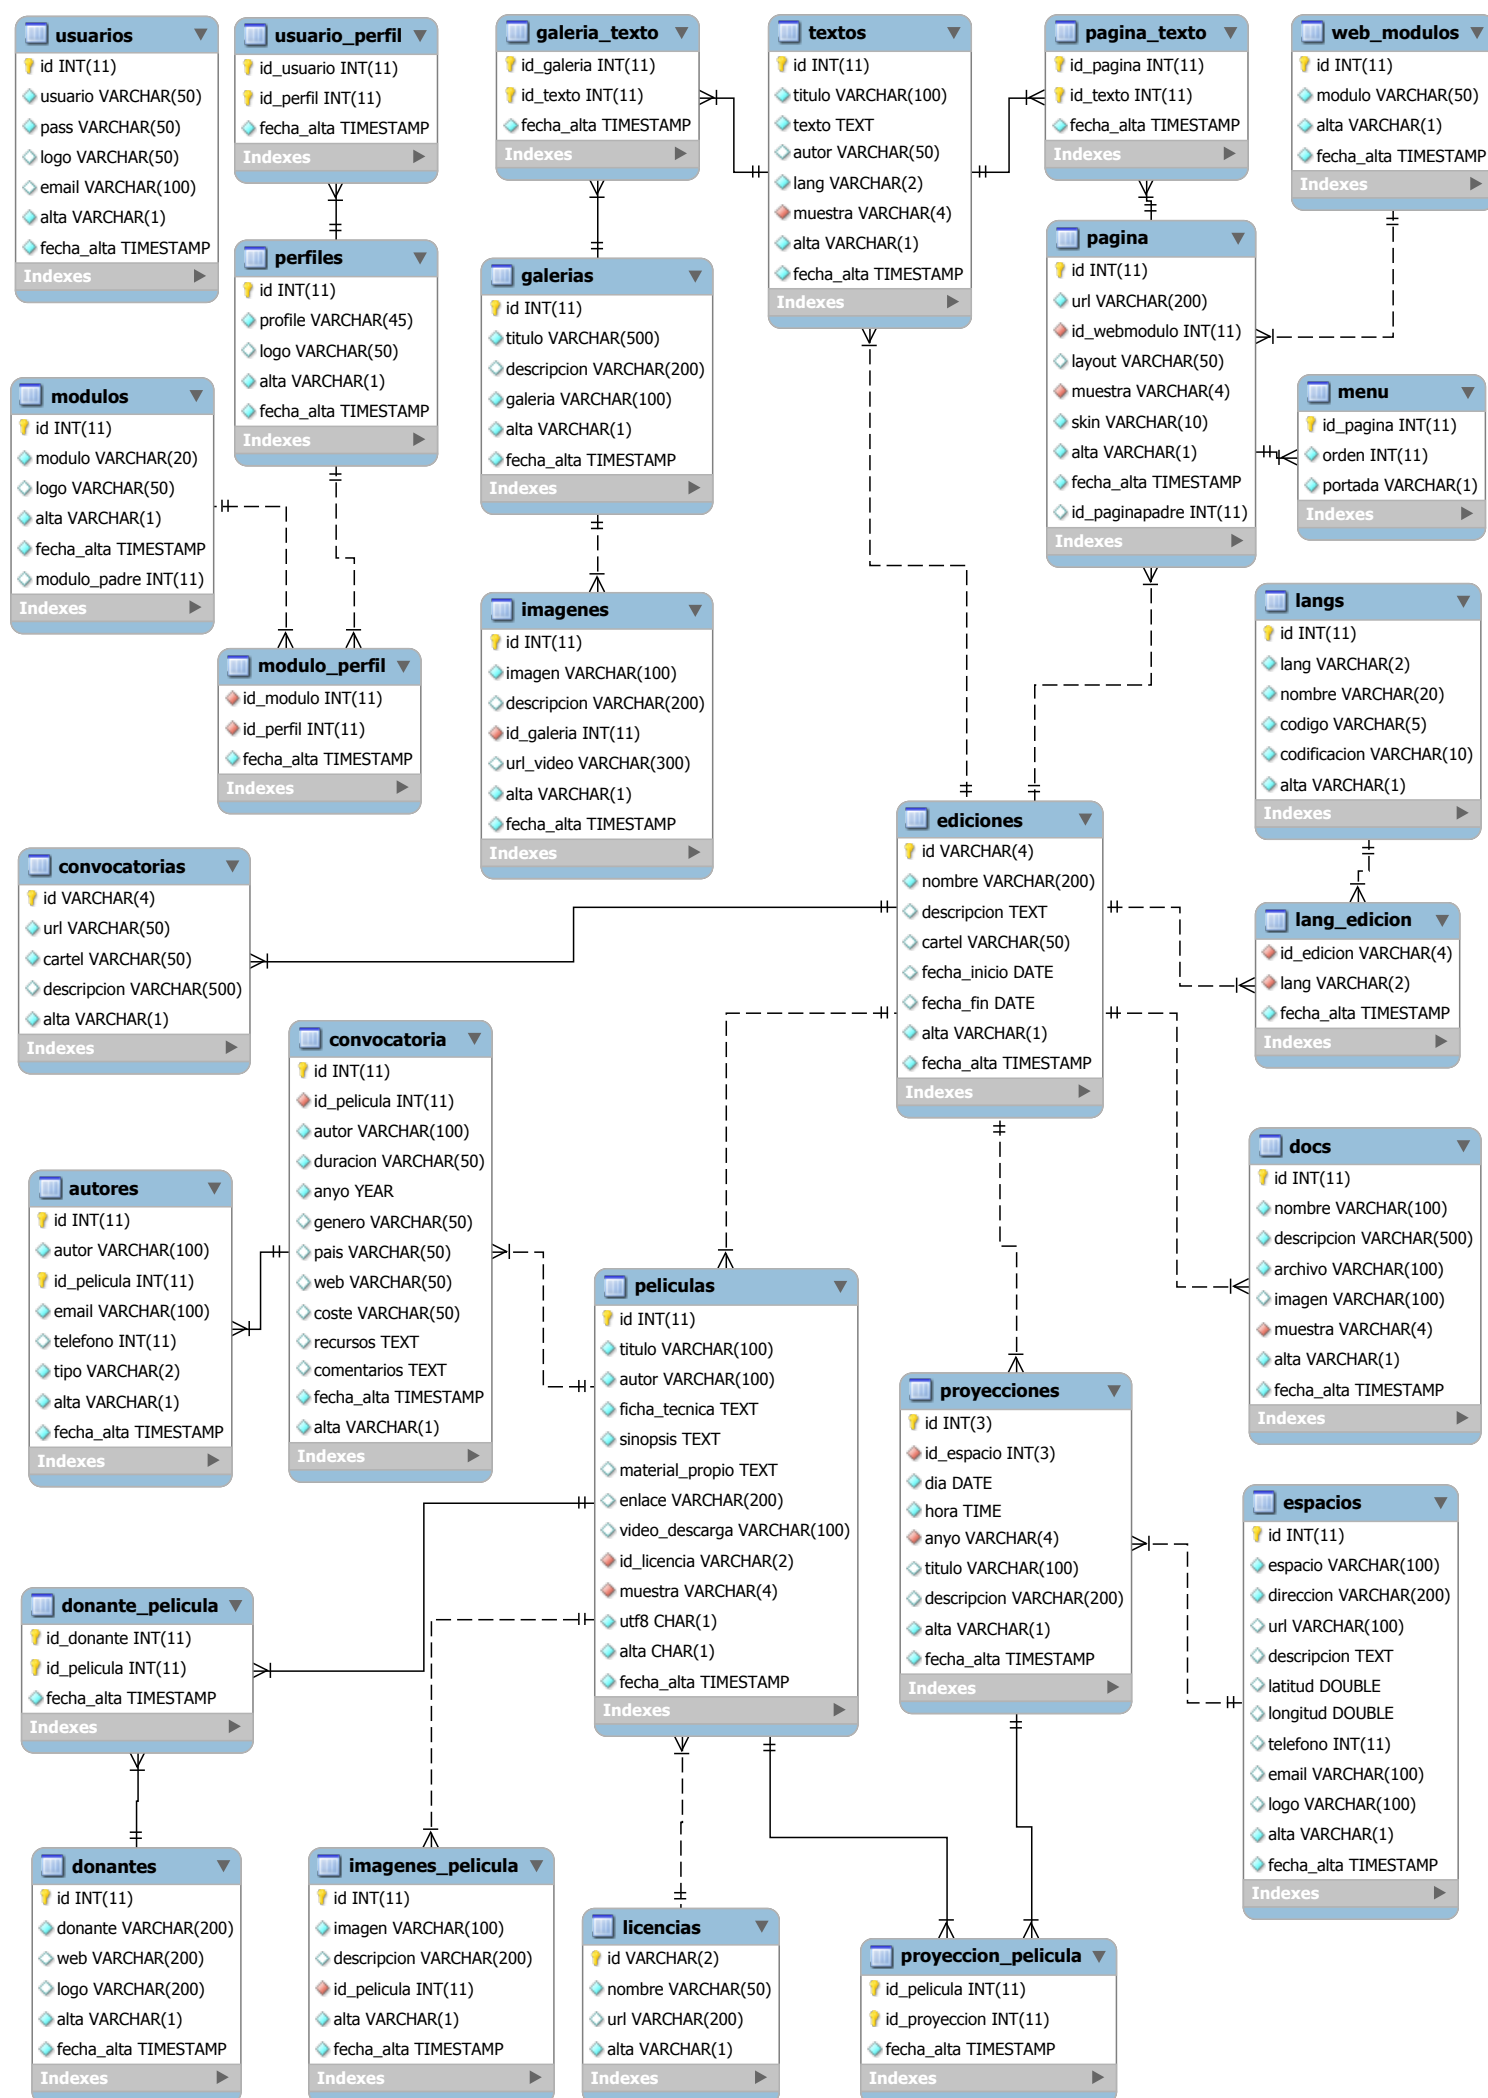 usuarios
id INT(11)
usuario VARCHAR(50)
pass VARCHAR(50)
logo VARCHAR(50)
email VARCHAR(100)
alta VARCHAR(1)
fecha_alta TIMESTAMP
Indexes
usuario_perfil
id_usuario INT(11)
id_perfil INT(11)
fecha_alta TIMESTAMP
Indexes
galeria_texto
id_galeria INT(11)
id_texto INT(11)
fecha_alta TIMESTAMP
Indexes
textos
id INT(11)
titulo VARCHAR(100)
texto TEXT
autor VARCHAR(50)
lang VARCHAR(2)
muestra VARCHAR(4)
alta VARCHAR(1)
fecha_alta TIMESTAMP
Indexes
pagina_texto
id_pagina INT(11)
id_texto INT(11)
fecha_alta TIMESTAMP
Indexes
web_modulos
id INT(11)
modulo VARCHAR(50)
alta VARCHAR(1)
fecha_alta TIMESTAMP
Indexes
perfiles
id INT(11)
profile VARCHAR(45)
logo VARCHAR(50)
alta VARCHAR(1)
fecha_alta TIMESTAMP
Indexes
galerias
id INT(11)
titulo VARCHAR(500)
descripcion VARCHAR(200)
galeria VARCHAR(100)
alta VARCHAR(1)
fecha_alta TIMESTAMP
Indexes
pagina
id INT(11)
url VARCHAR(200)
id_webmodulo INT(11)
layout VARCHAR(50)
muestra VARCHAR(4)
skin VARCHAR(10)
alta VARCHAR(1)
fecha_alta TIMESTAMP
id_paginapadre INT(11)
Indexes
modulos
id INT(11)
modulo VARCHAR(20)
logo VARCHAR(50)
alta VARCHAR(1)
fecha_alta TIMESTAMP
modulo_padre INT(11)
Indexes
menu
id_pagina INT(11)
orden INT(11)
portada VARCHAR(1)
Indexes
modulo_perfil
id_modulo INT(11)
id_perfil INT(11)
fecha_alta TIMESTAMP
Indexes
imagenes
id INT(11)
imagen VARCHAR(100)
descripcion VARCHAR(200)
id_galeria INT(11)
url_video VARCHAR(300)
alta VARCHAR(1)
fecha_alta TIMESTAMP
Indexes
langs
id INT(11)
lang VARCHAR(2)
nombre VARCHAR(20)
codigo VARCHAR(5)
codificacion VARCHAR(10)
alta VARCHAR(1)
Indexes
ediciones
id VARCHAR(4)
nombre VARCHAR(200)
descripcion TEXT
cartel VARCHAR(50)
fecha_inicio DATE
fecha_fin DATE
alta VARCHAR(1)
fecha_alta TIMESTAMP
Indexes
convocatorias
id VARCHAR(4)
url VARCHAR(50)
cartel VARCHAR(50)
descripcion VARCHAR(500)
alta VARCHAR(1)
Indexes
lang_edicion
id_edicion VARCHAR(4)
lang VARCHAR(2)
fecha_alta TIMESTAMP
Indexes
convocatoria
id INT(11)
id_pelicula INT(11)
autor VARCHAR(100)
duracion VARCHAR(50)
anyo YEAR
genero VARCHAR(50)
pais VARCHAR(50)
web VARCHAR(50)
coste VARCHAR(50)
recursos TEXT
comentarios TEXT
fecha_alta TIMESTAMP
alta VARCHAR(1)
Indexes
docs
id INT(11)
nombre VARCHAR(100)
descripcion VARCHAR(500)
archivo VARCHAR(100)
imagen VARCHAR(100)
muestra VARCHAR(4)
alta VARCHAR(1)
fecha_alta TIMESTAMP
Indexes
autores
id INT(11)
autor VARCHAR(100)
id_pelicula INT(11)
email VARCHAR(100)
telefono INT(11)
tipo VARCHAR(2)
alta VARCHAR(1)
fecha_alta TIMESTAMP
Indexes
peliculas
id INT(11)
titulo VARCHAR(100)
autor VARCHAR(100)
ficha_tecnica TEXT
sinopsis TEXT
material_propio TEXT
enlace VARCHAR(200)
video_descarga VARCHAR(100)
id_licencia VARCHAR(2)
muestra VARCHAR(4)
utf8 CHAR(1)
alta CHAR(1)
fecha_alta TIMESTAMP
Indexes
proyecciones
id INT(3)
id_espacio INT(3)
dia DATE
hora TIME
anyo VARCHAR(4)
titulo VARCHAR(100)
descripcion VARCHAR(200)
alta VARCHAR(1)
fecha_alta TIMESTAMP
Indexes
espacios
id INT(11)
espacio VARCHAR(100)
direccion VARCHAR(200)
url VARCHAR(100)
descripcion TEXT
latitud DOUBLE
longitud DOUBLE
telefono INT(11)
email VARCHAR(100)
logo VARCHAR(100)
alta VARCHAR(1)
fecha_alta TIMESTAMP
Indexes
donante_pelicula
id_donante INT(11)
id_pelicula INT(11)
fecha_alta TIMESTAMP
Indexes
donantes
id INT(11)
donante VARCHAR(200)
web VARCHAR(200)
logo VARCHAR(200)
alta VARCHAR(1)
fecha_alta TIMESTAMP
Indexes
imagenes_pelicula
id INT(11)
imagen VARCHAR(100)
descripcion VARCHAR(200)
id_pelicula INT(11)
alta VARCHAR(1)
fecha_alta TIMESTAMP
Indexes
licencias
id VARCHAR(2)
nombre VARCHAR(50)
url VARCHAR(200)
alta VARCHAR(1)
Indexes
proyeccion_pelicula
id_pelicula INT(11)
id_proyeccion INT(11)
fecha_alta TIMESTAMP
Indexes